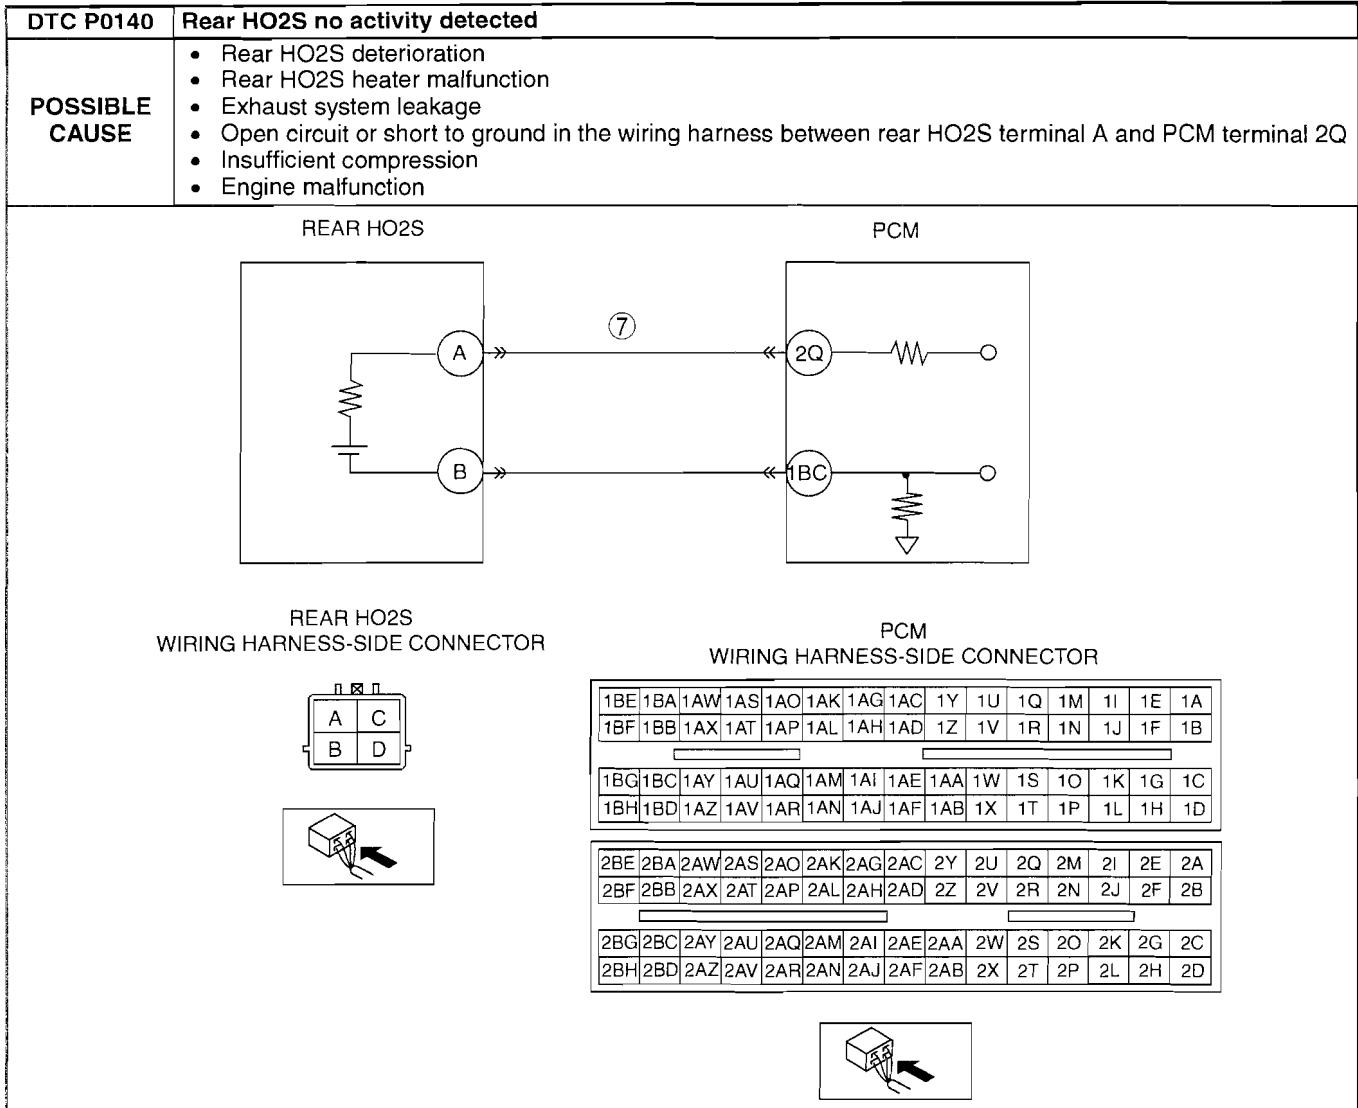 DTC P0140 Rear HO2S no activity detected
POSSIBLE CAUSE
• Rear HO2S deterioration
• Rear HO2S heater malfunction
• Exhaust system leakage
• Open circuit or short to ground in the wiring harness between rear HO2S terminal A and PCM terminal 2Q
• Insufficient compression
• Engine malfunction
REAR HO2S PCM
7
A 2Q
B 1BC
REAR HO2S
WIRING HARNESS-SIDE CONNECTOR
A C
B D
PCM
WIRING HARNESS-SIDE CONNECTOR
1BE 1BA 1AW 1AS 1AO 1AK 1AG 1AC 1Y 1U 1Q 1M 1I 1E 1A
1BF 1BB 1AX 1AT 1AP 1AL 1AH 1AD 1Z 1V 1R 1N 1J 1F 1B
1BG 1BC 1AY 1AU 1AQ 1AM 1AI 1AE 1AA 1W 1S 1O 1K 1G 1C
1BH 1BD 1AZ 1AV 1AR 1AN 1AJ 1AF 1AB 1X 1T 1P 1L 1H 1D
2BE 2BA 2AW 2AS 2AO 2AK 2AG 2AC 2Y 2U 2Q 2M 2I 2E 2A
2BF 2BB 2AX 2AT 2AP 2AL 2AH 2AD 2Z 2V 2R 2N 2J 2F 2B
2BG 2BC 2AY 2AU 2AQ 2AM 2AI 2AE 2AA 2W 2S 2O 2K 2G 2C
2BH 2BD 2AZ 2AV 2AR 2AN 2AJ 2AF 2AB 2X 2T 2P 2L 2H 2D